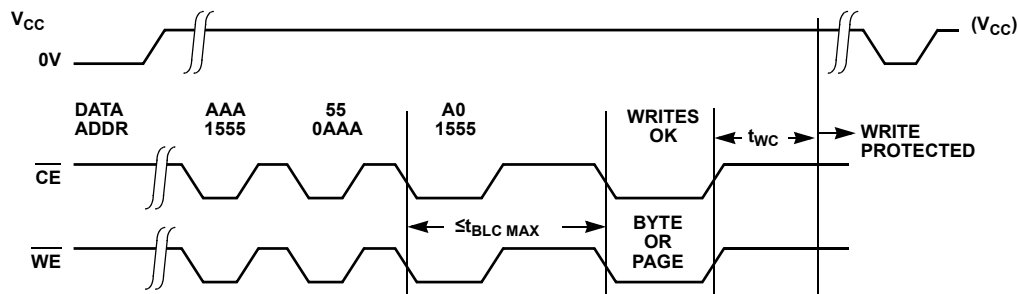 VCC
(VCC)
0V
DATA AAA 55 A0
ADDR 1555 0AAA 1555
WRITES
OK
tWC
WRITE
PROTECTED
CE
≤tBLC MAX
BYTE
OR
PAGE
WE